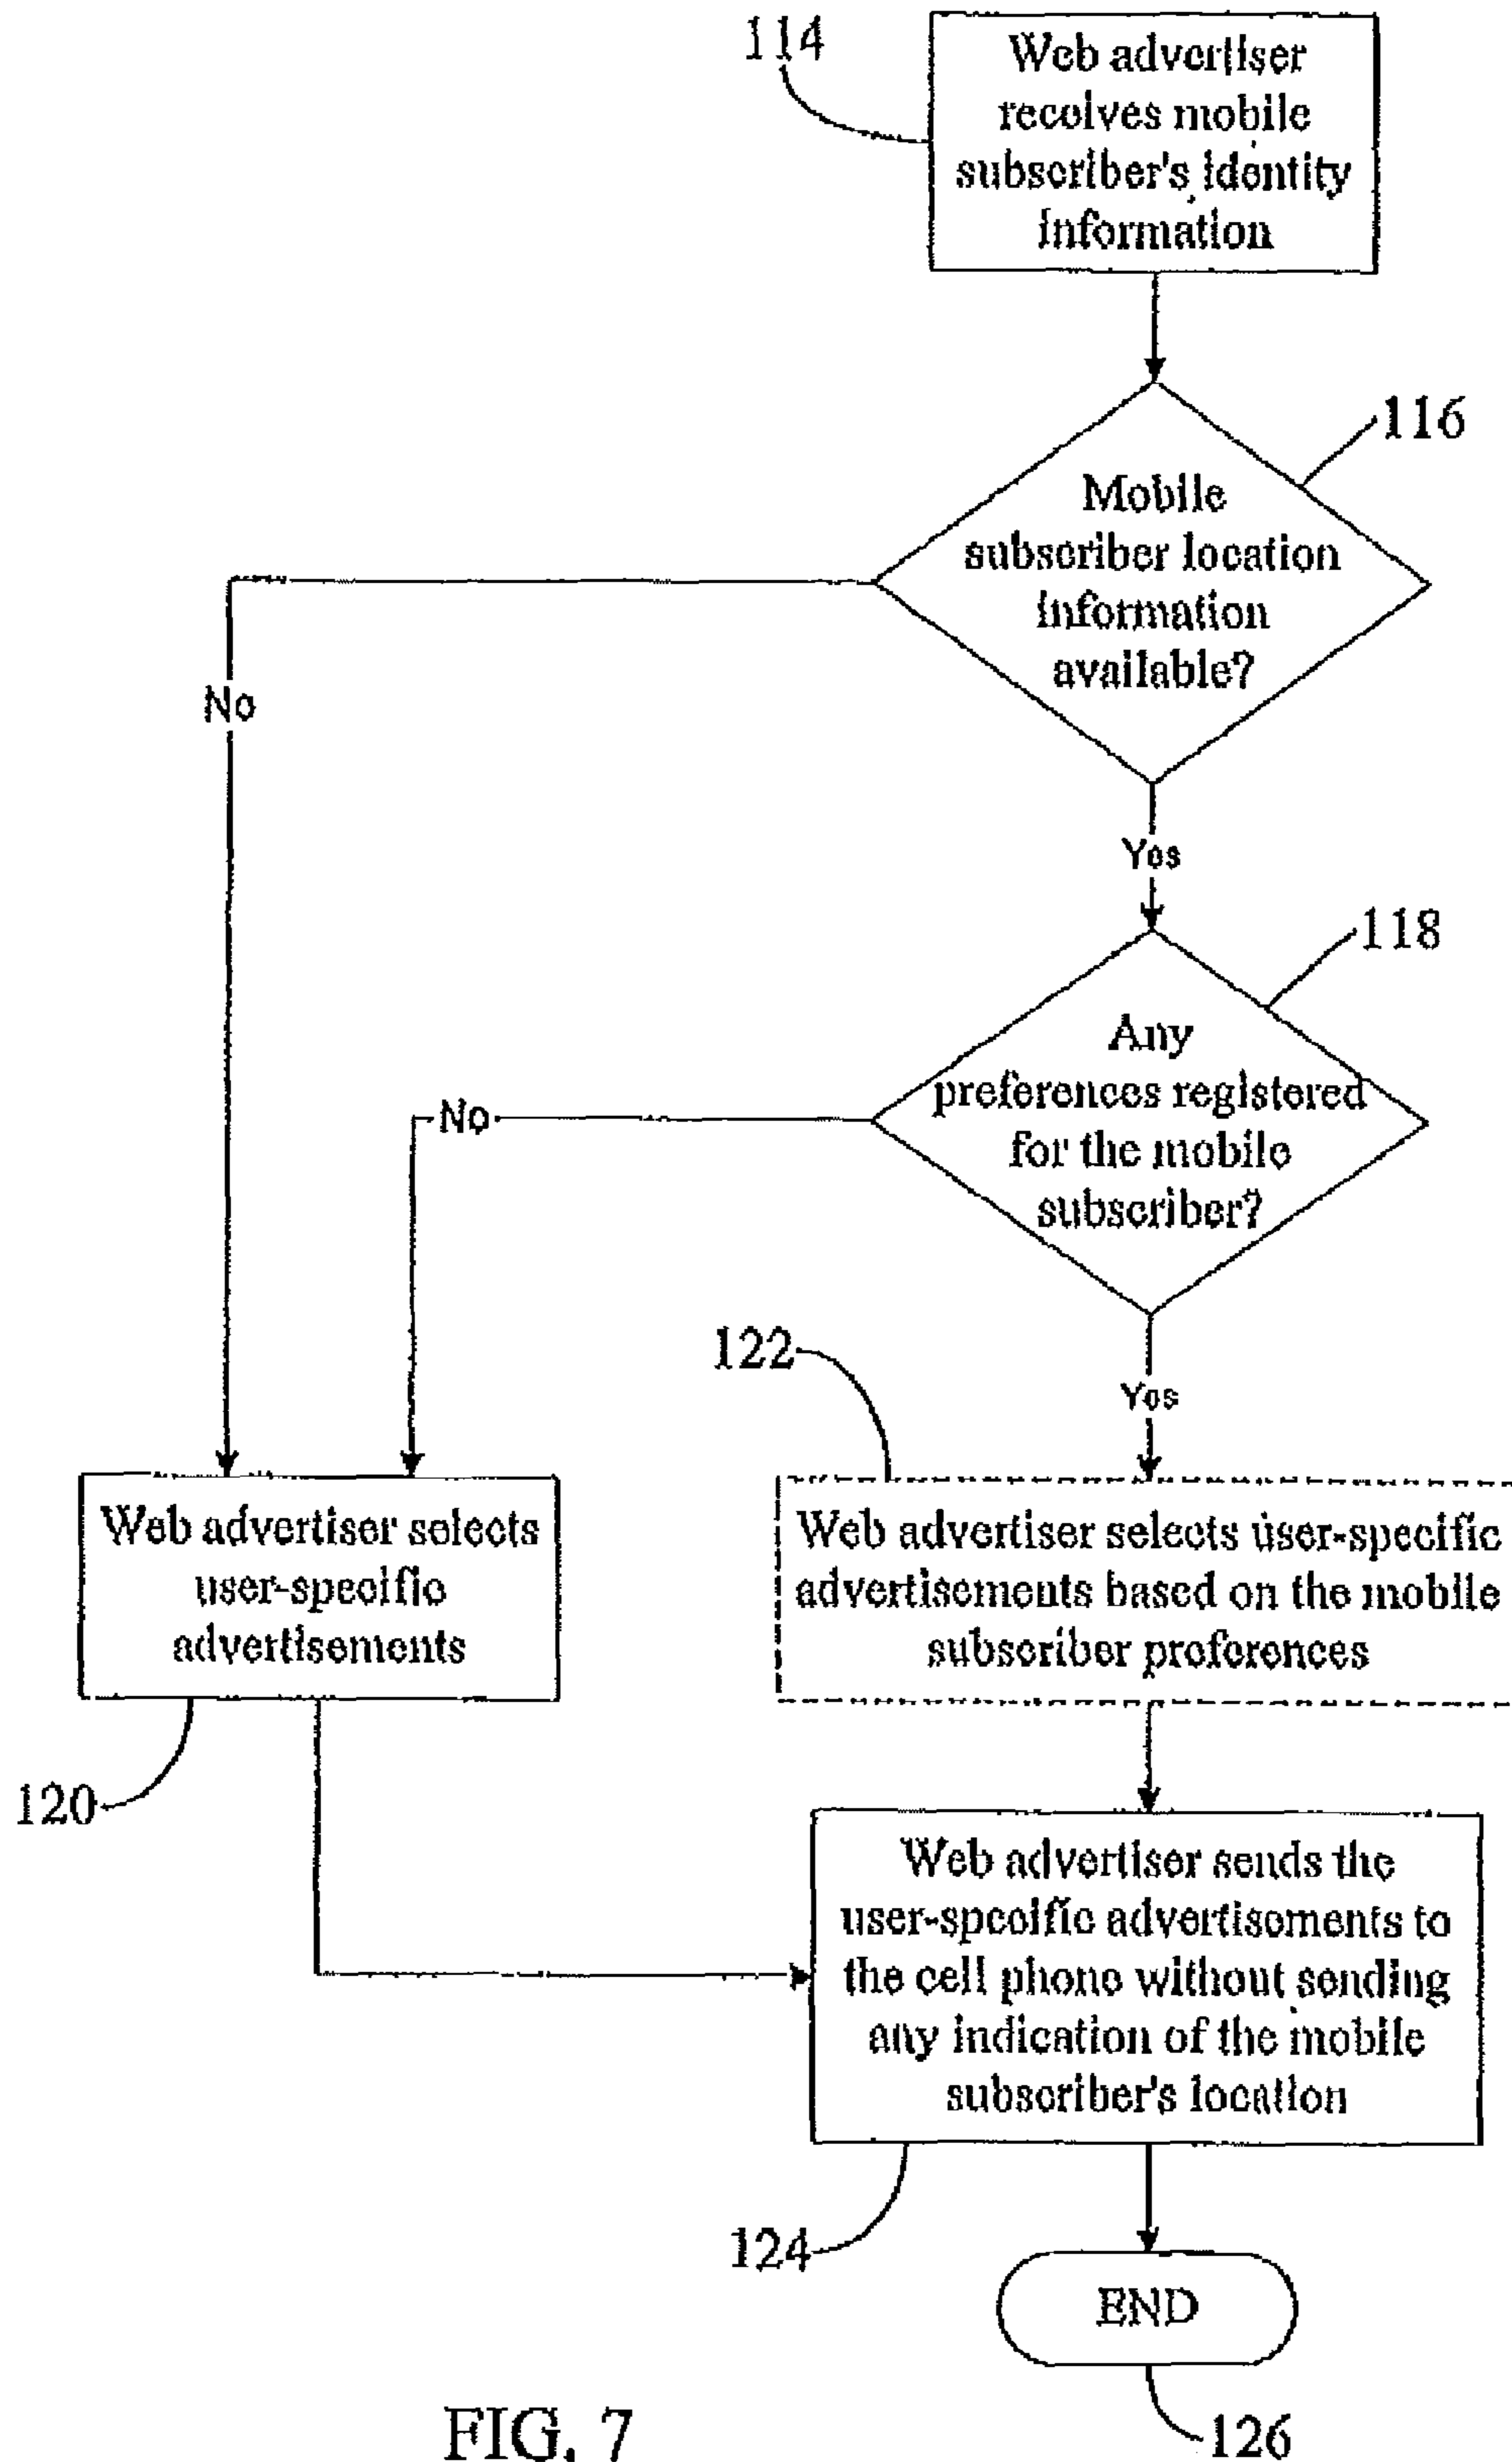 114
Web advertiser
receives mobile
subscriber's identity
information
116
Mobile
subscriber location
information
available?
No
Yes
118
Any
preferences registered
for the mobile
subscriber?
No
Yes
122
Web advertiser selects
user-specific
advertisements
Web advertiser selects user-specific
advertisements based on the mobile
subscriber preferences
120
Web advertiser sends the
user-specific advertisements to
the cell phone without sending
any indication of the mobile
subscriber's location
124
END
126
FIG. 7